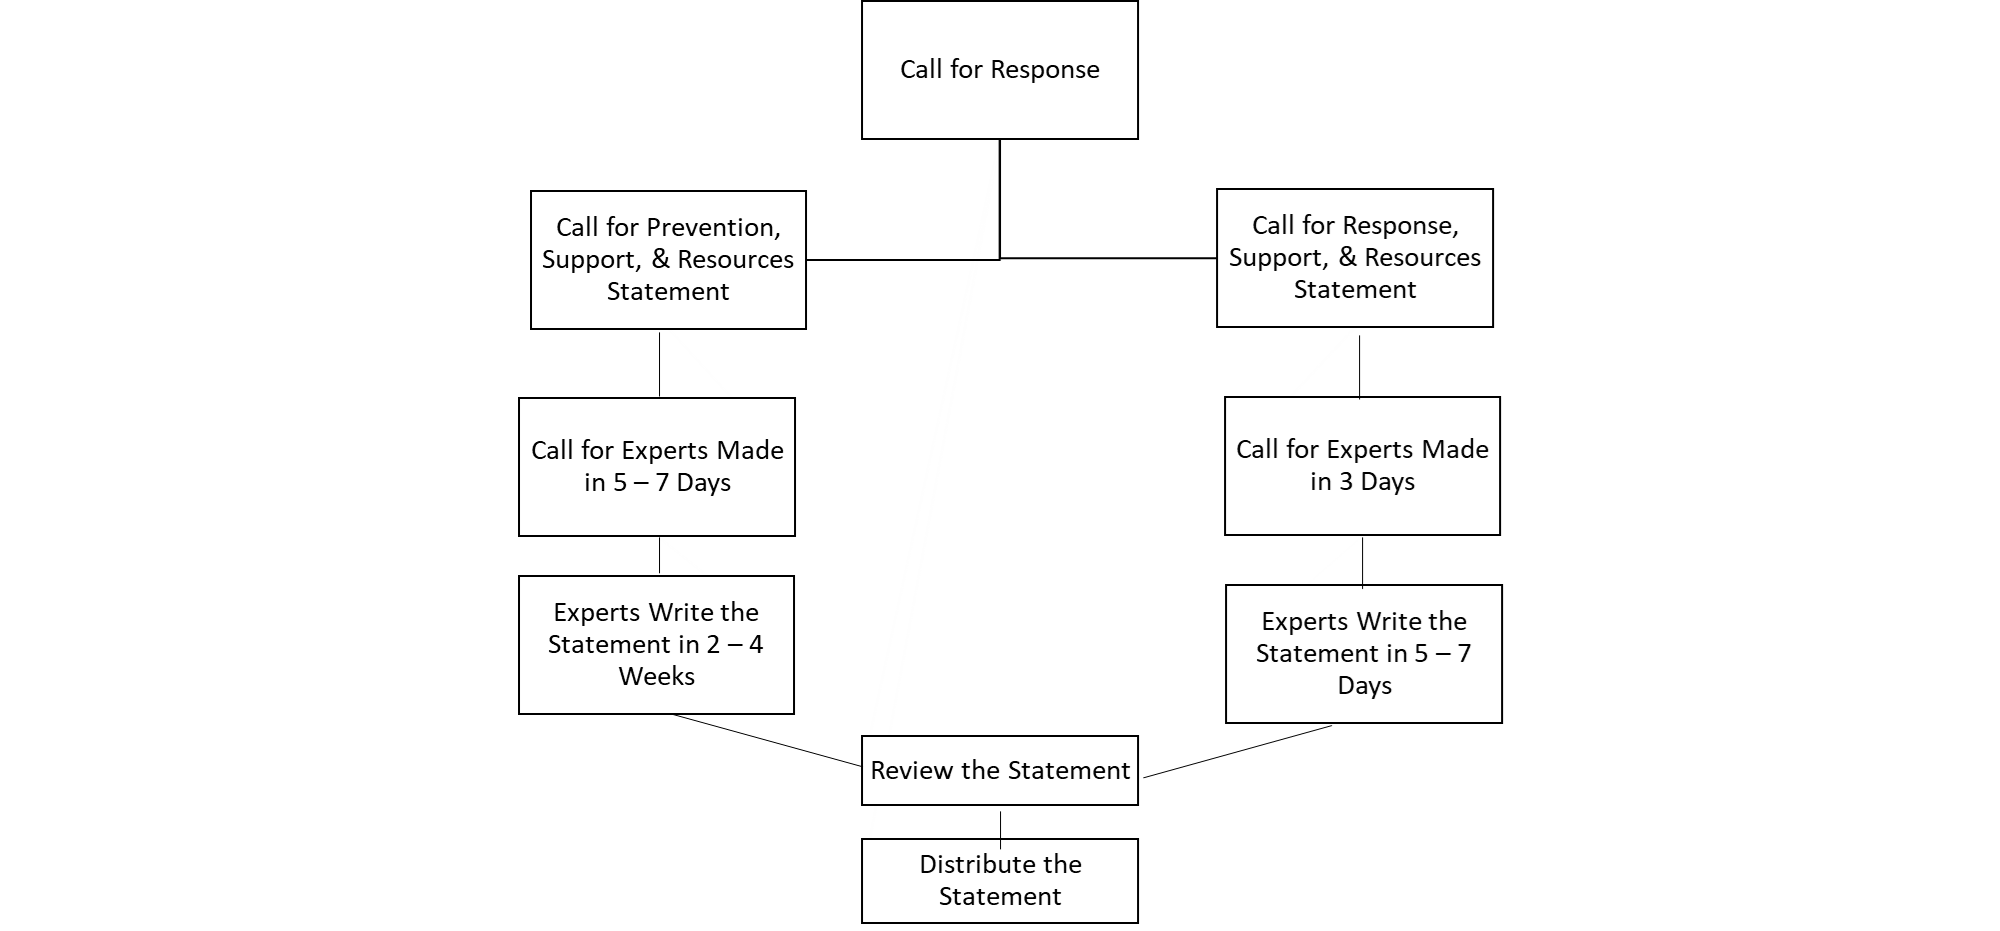 Call for Response
Call for Prevention,
Support, & Resources
Statement
Call for Response,
Support, & Resources
Statement
Call for Experts Made
in 5 – 7 Days
Call for Experts Made
in 3 Days
Experts Write the
Statement in 2 – 4
Weeks
Experts Write the
Statement in 5 – 7
Days
Review the Statement
Distribute the
Statement